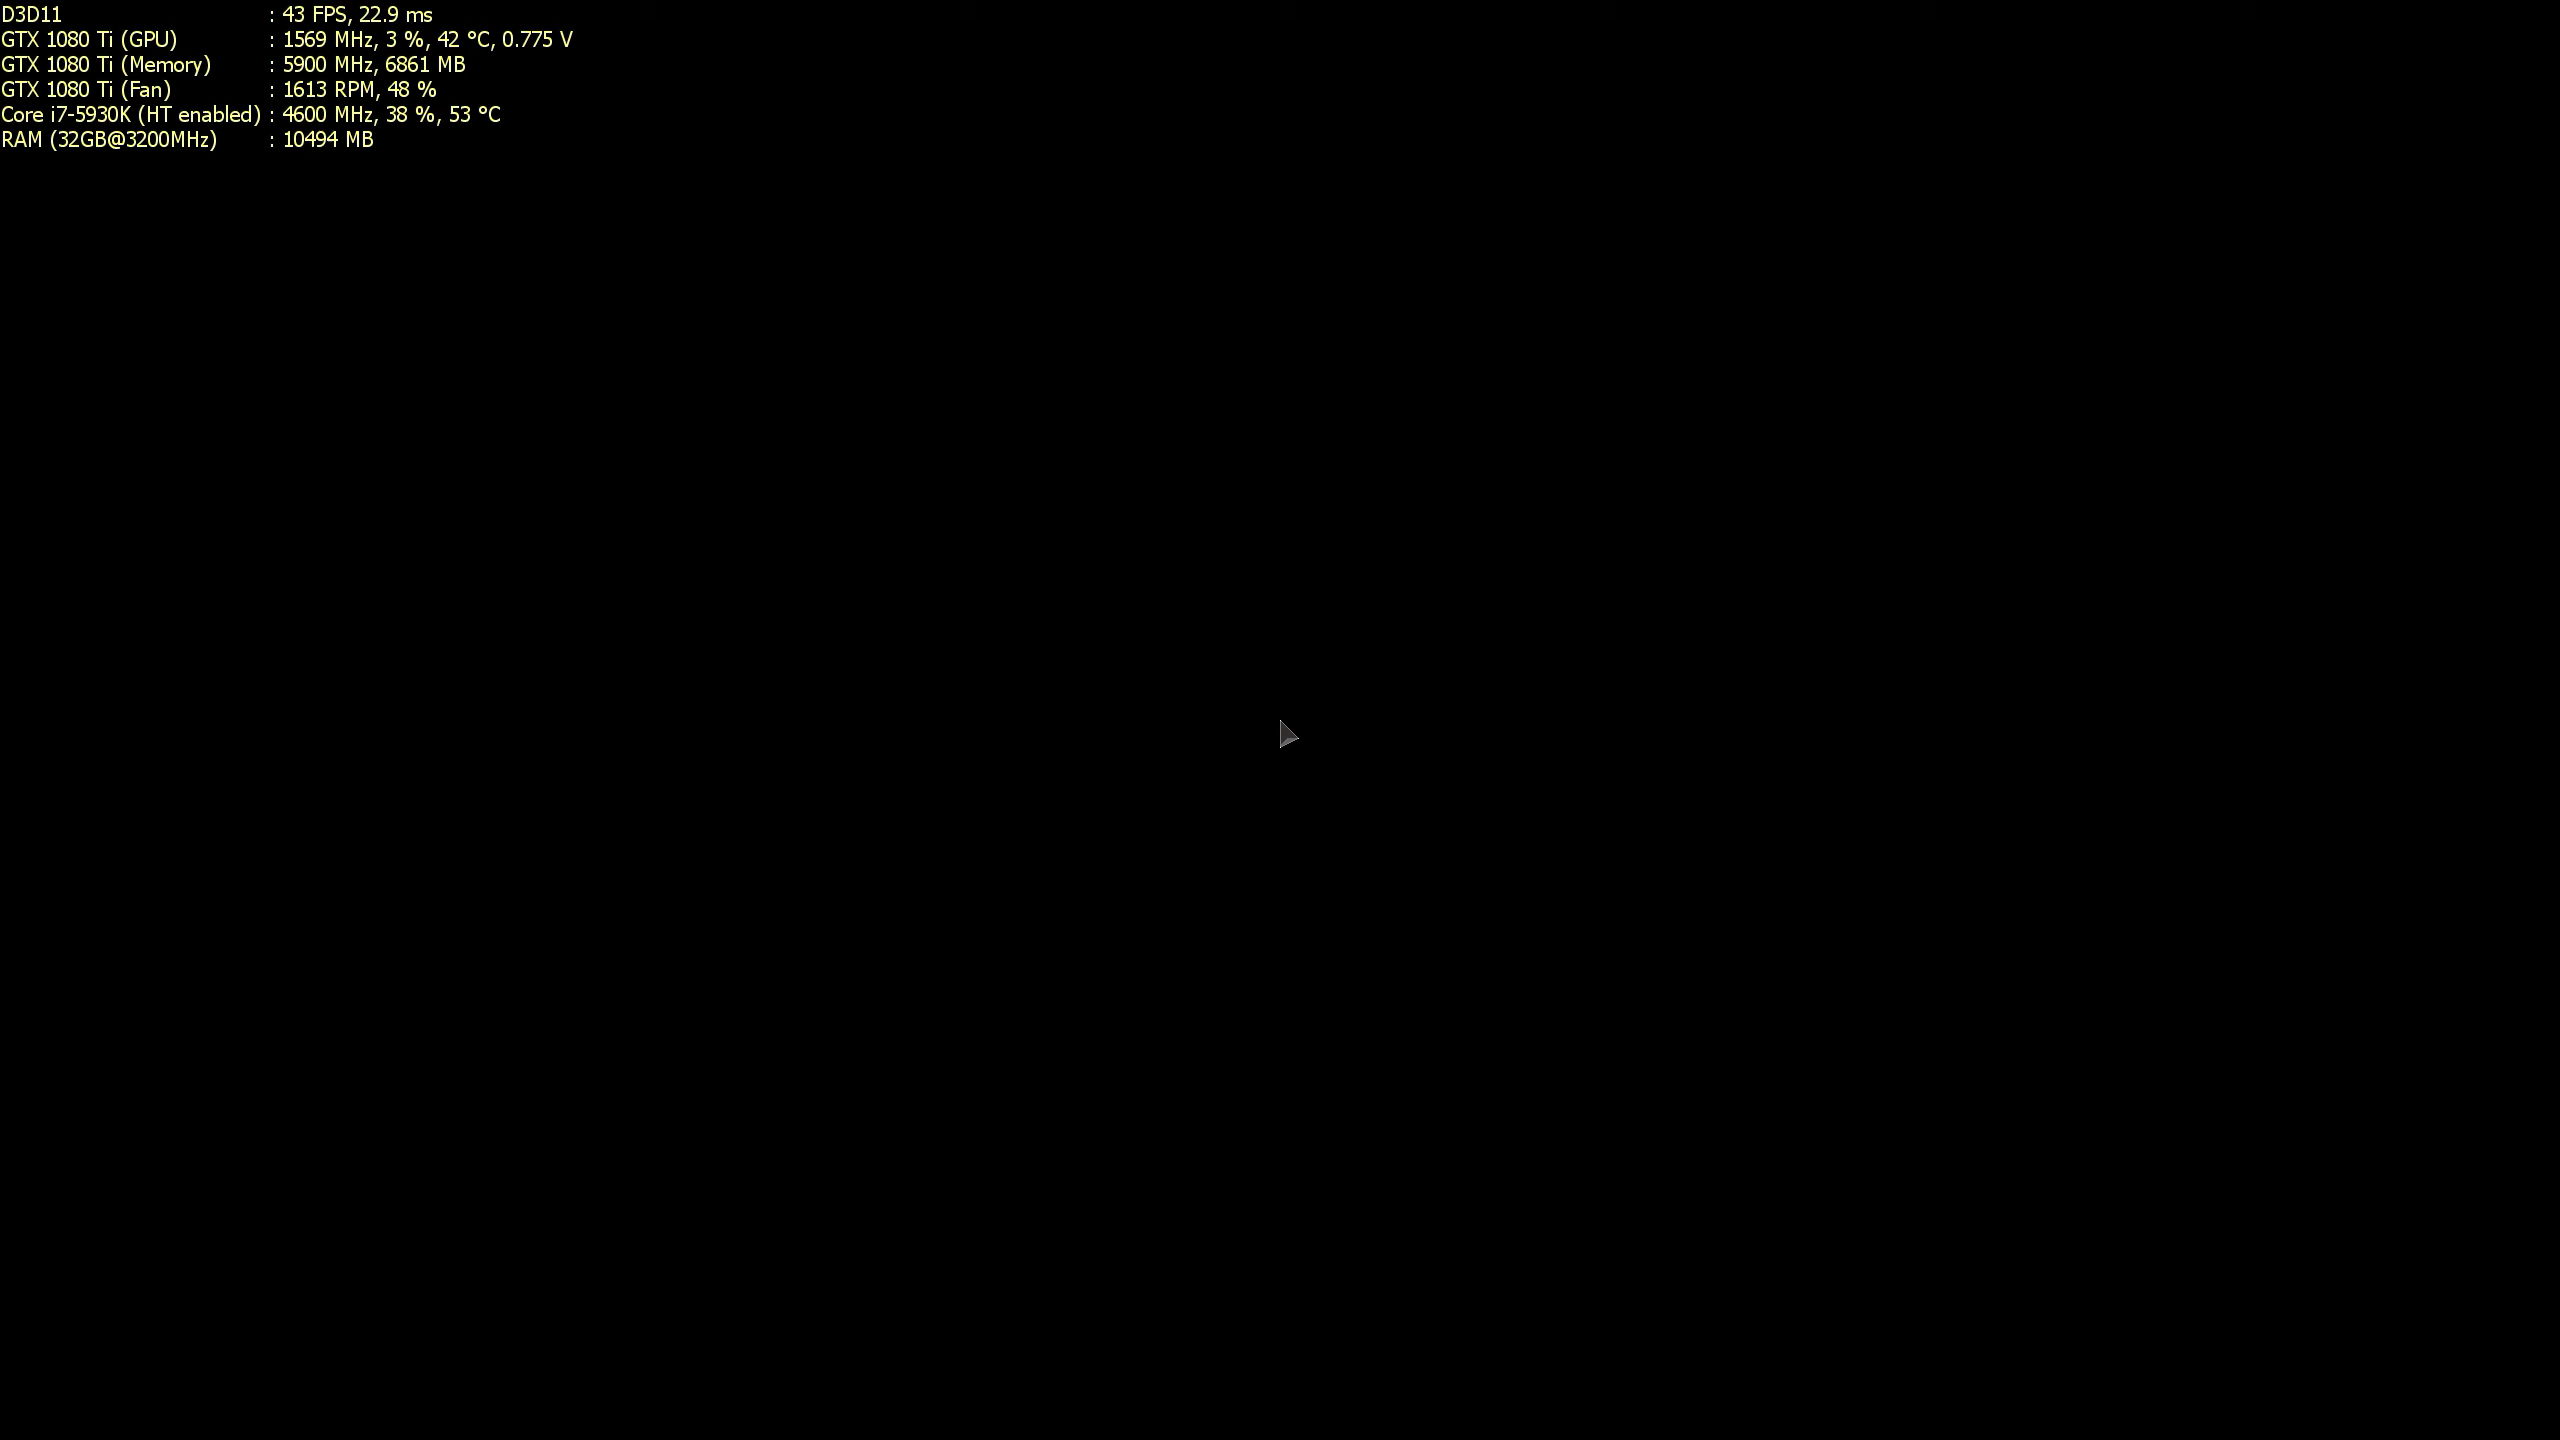 D3D11 : 43 FPS, 22.9 ms
GTX 1080 Ti (GPU) : 1569 MHz, 3 %, 42 °C, 0.775 V
GTX 1080 Ti (Memory) : 5900 MHz, 6861 MB
GTX 1080 Ti (Fan) : 1613 RPM, 48 %
Core i7-5930K (HT enabled) : 4600 MHz, 38 %, 53 °C
RAM (32GB@3200MHz) : 10494 MB